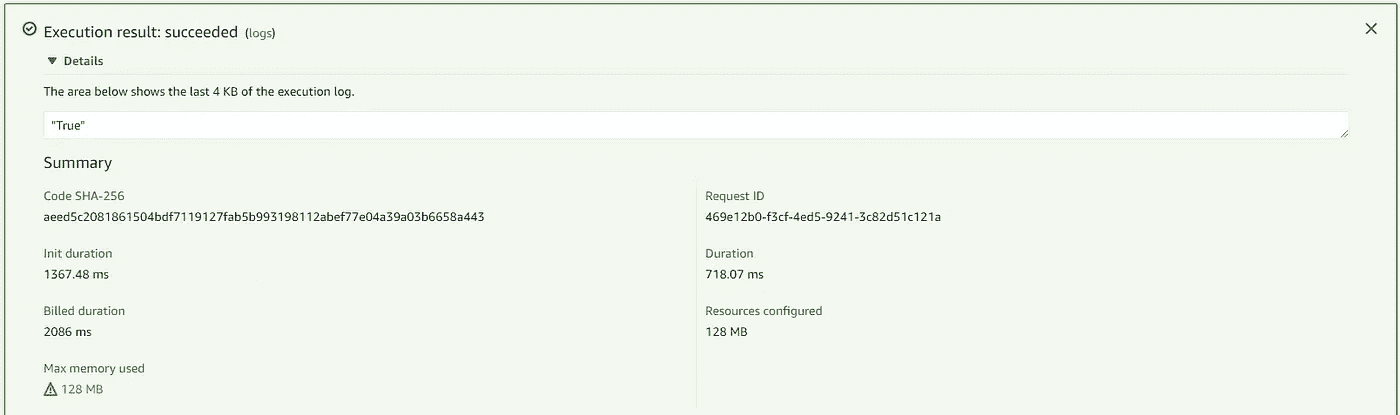 Execution result: succeeded (logs)
Details
The area below shows the last 4 KB of the execution log.
"True"
Summary
Code SHA-256
aeed5c2081861504bdf7119127fab5b993198112abef77e04a39a03b6658a443
Request ID
469e12b0-f3cf-4ed5-9241-3c82d51c121a
Init duration
1367.48 ms
Duration
718.07 ms
Billed duration
2086 ms
Resources configured
128 MB
Max memory used
128 MB